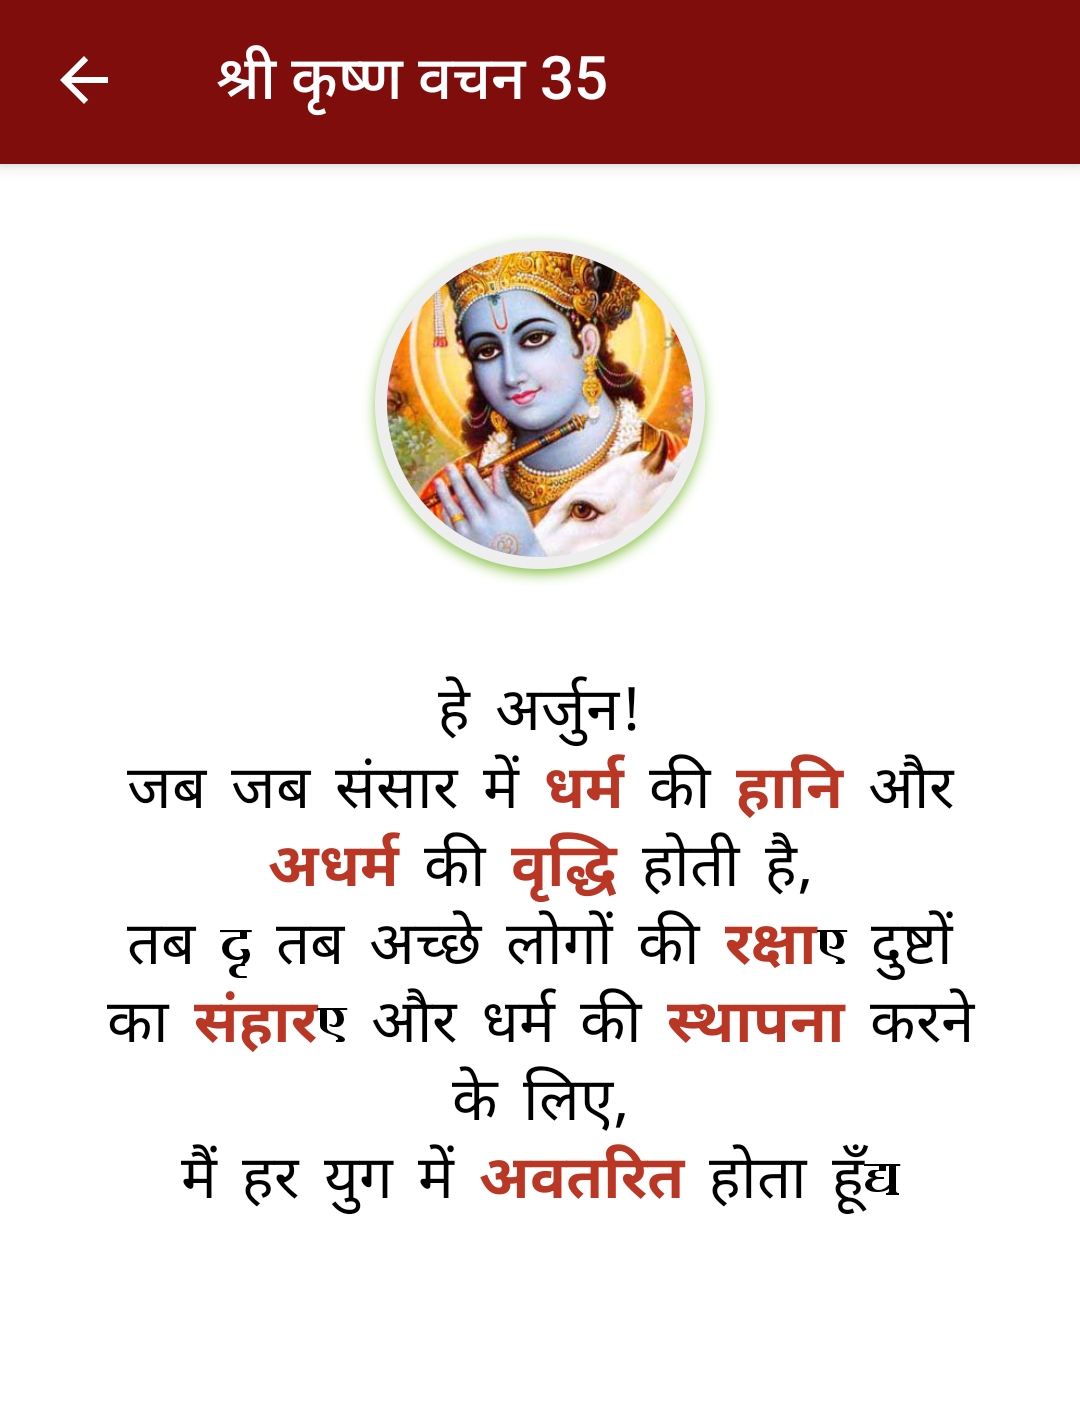 श्री कृष्ण वचन 35
हे अर्जुन!
जब जब संसार में धर्म की हानि और
अधर्म की वृद्धि होती है,
तब दृ तब अच्छे लोगों की रक्षाए दुष्टों
का संहारए और धर्म की स्थापना करने
के लिए,
मैं हर युग में अवतरित होता हूँद्य